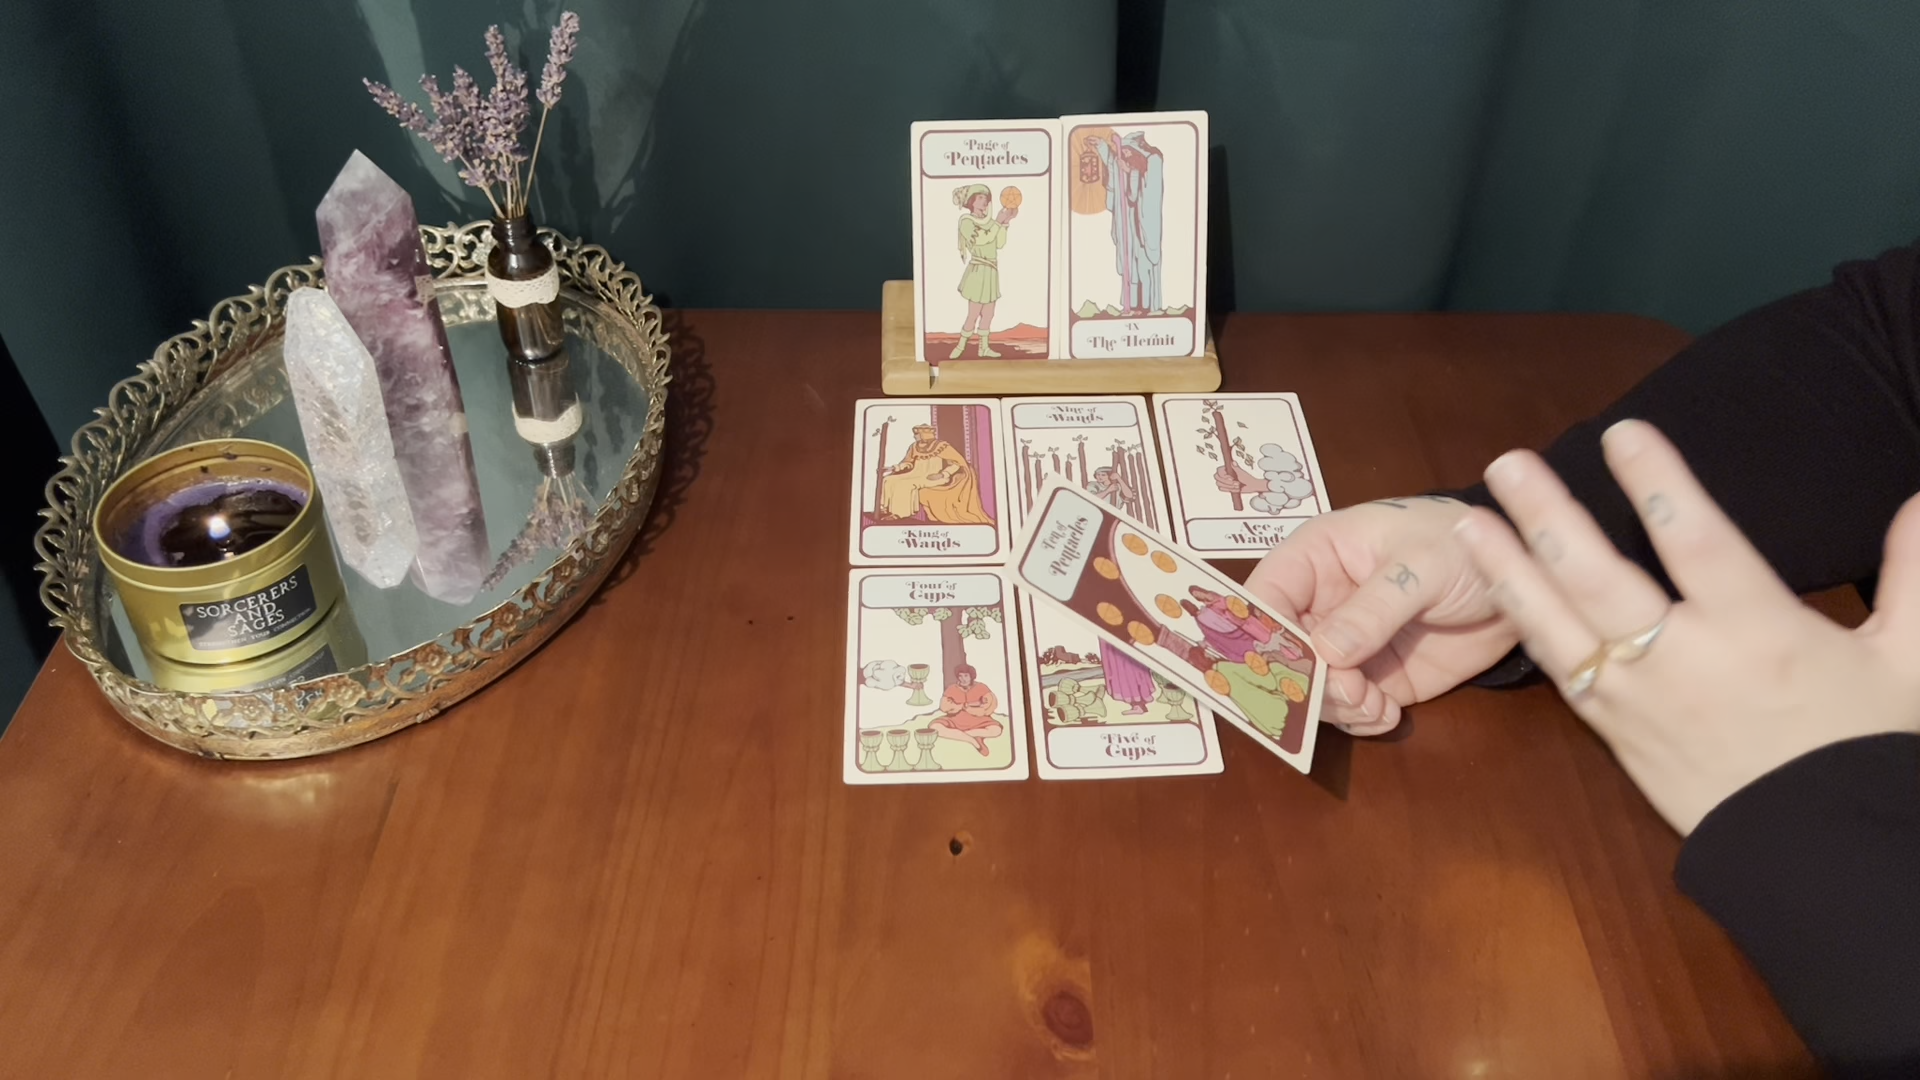 Page of
Pentacles
IX
The Hermit
King of
Wands
Nine of
Wands
Ace of
Wands
Four of
Cups
Ten of
Pentacles
Five of
Cups
SORCERERS
AND
SAGES